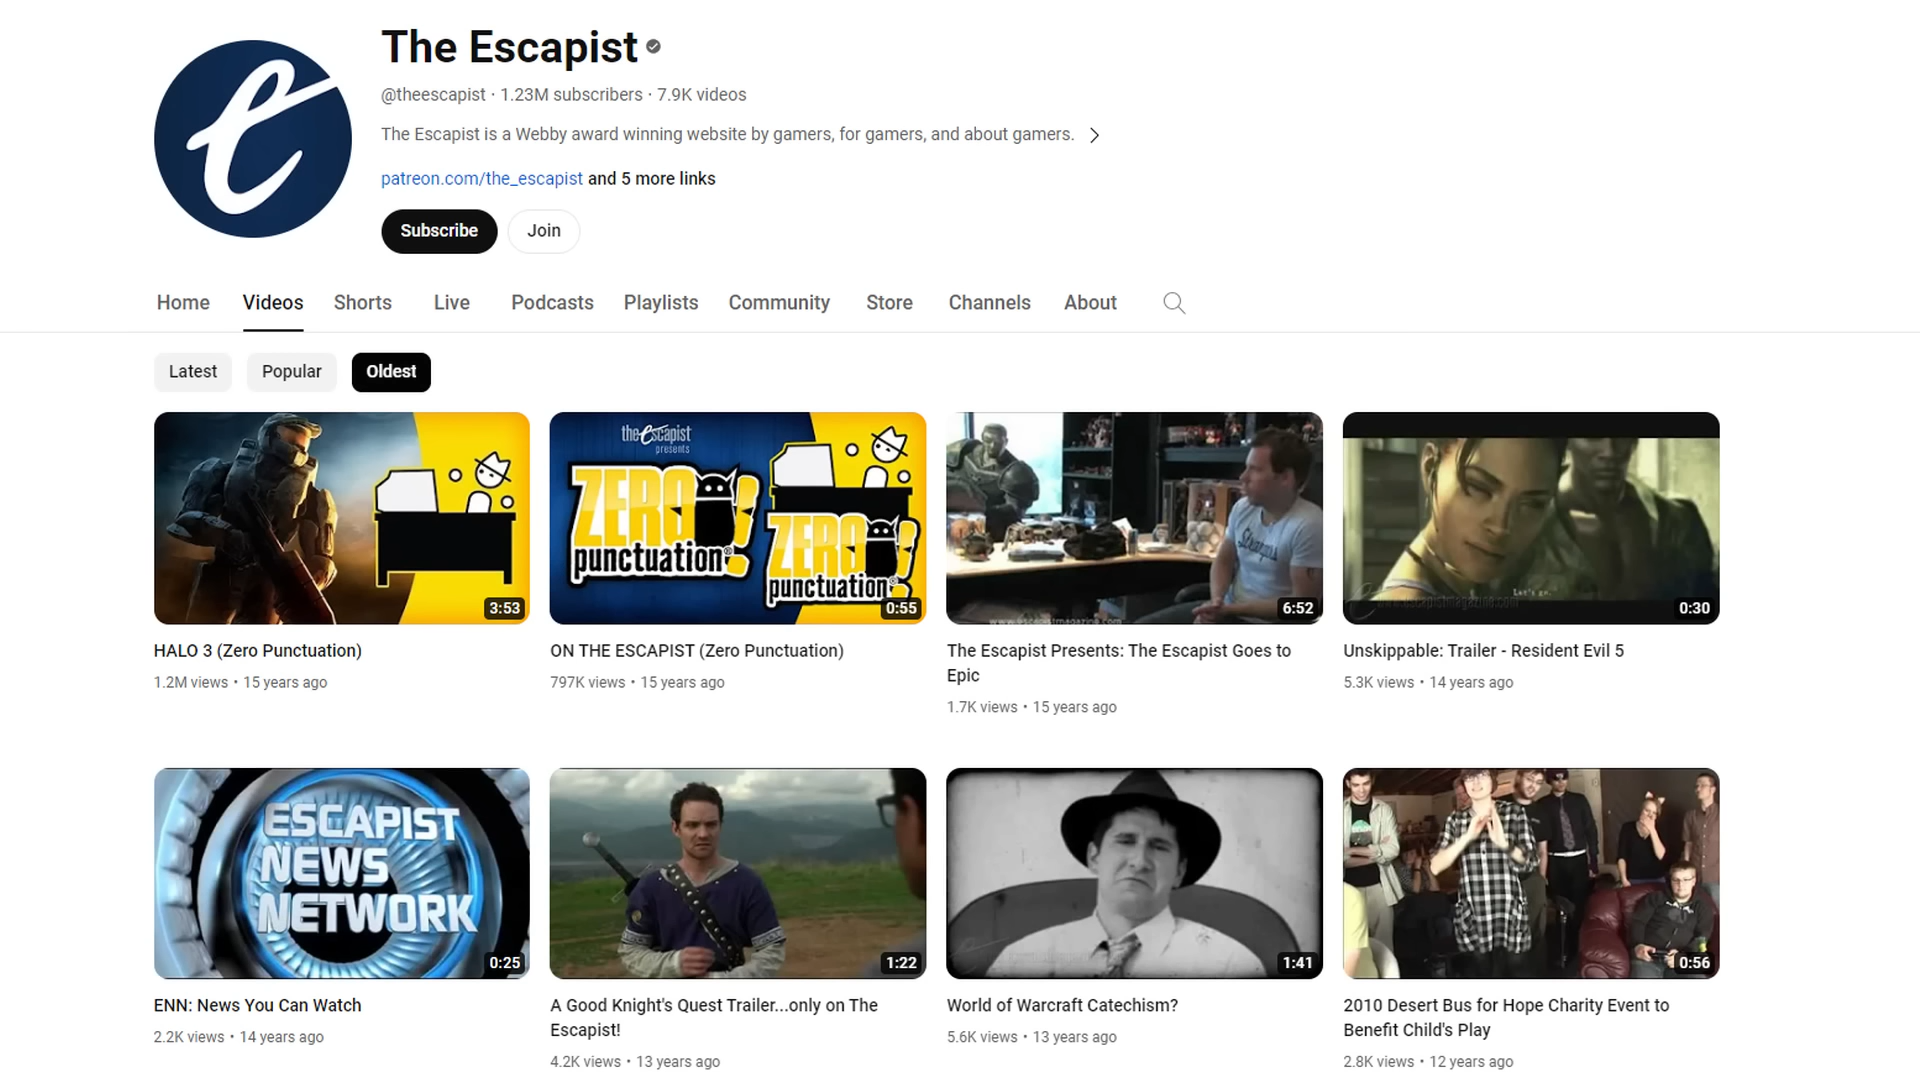 The Escapist
@theescapist · 1.23M subscribers · 7.9K videos
The Escapist is a Webby award winning website by gamers, for gamers, and about gamers.
patreon.com/the_escapist and 5 more links
Subscribe Join
Home Videos Shorts Live Podcasts Playlists Community Store Channels About
Latest Popular Oldest
3:53
the escapist
presents
ZERO
punctuation®
ZERO
punctuation®
0:55
www.escapistmagazine.com
6:52
Let's go.
www.escapistmagazine.com
0:30
HALO 3 (Zero Punctuation)
1.2M views • 15 years ago
ON THE ESCAPIST (Zero Punctuation)
797K views • 15 years ago
The Escapist Presents: The Escapist Goes to
Epic
1.7K views • 15 years ago
Unskippable: Trailer - Resident Evil 5
5.3K views • 14 years ago
ESCAPIST
NEWS
NETWORK
0:25
1:22
1:41
0:56
ENN: News You Can Watch
2.2K views • 14 years ago
A Good Knight's Quest Trailer...only on The
Escapist!
4.2K views • 13 years ago
World of Warcraft Catechism?
5.6K views • 13 years ago
2010 Desert Bus for Hope Charity Event to
Benefit Child's Play
2.8K views • 12 years ago